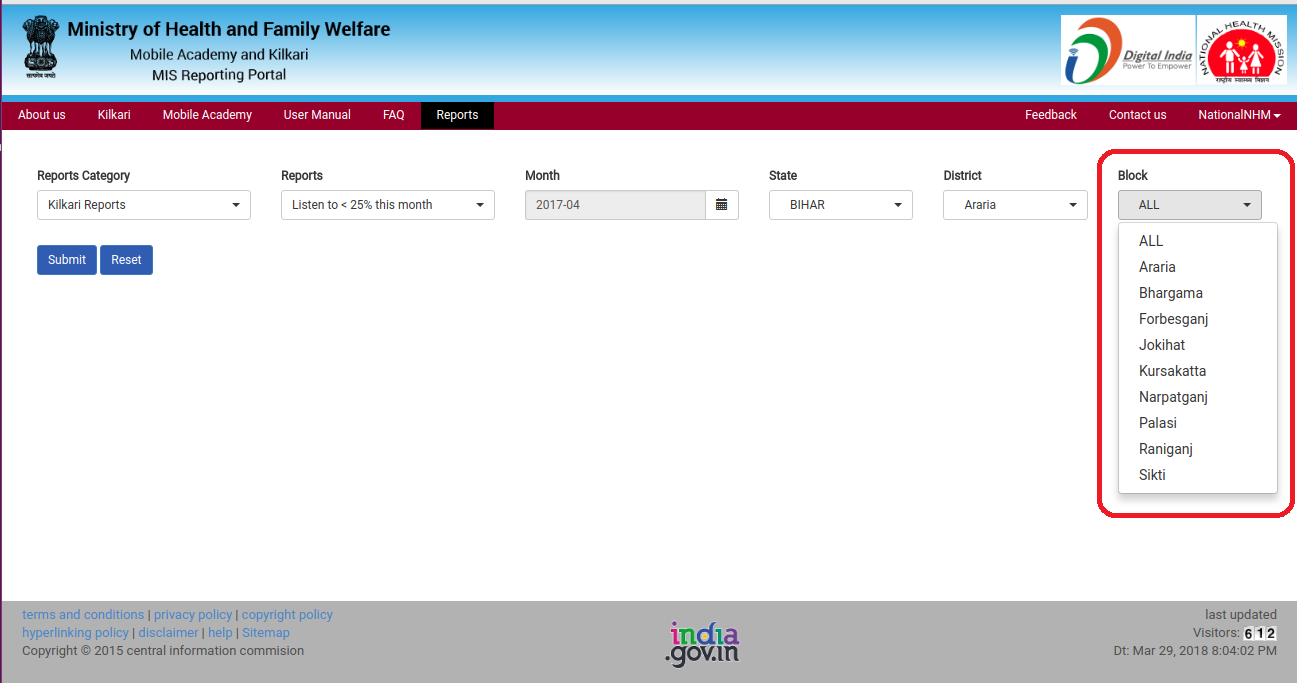 Ministry of Health and Family Welfare
Mobile Academy and Kilkari
MIS Reporting Portal
सत्यमेव जयते
Digital India
Power To Empower
NATIONAL HEALTH MISSION
राष्ट्रीय स्वास्थ्य मिशन
About us Kilkari Mobile Academy User Manual FAQ Reports Feedback Contact us NationalNHM
Reports Category Reports Month State District Block
Kilkari Reports Listen to < 25% this month 2017-04 BIHAR Araria ALL
Submit Reset
ALL
Araria
Bhargama
Forbesganj
Jokihat
Kursakatta
Narpatganj
Palasi
Raniganj
Sikti
terms and conditions | privacy policy | copyright policy
hyperlinking policy | disclaimer | help | Sitemap
Copyright © 2015 central information commision
india
.gov.in
last updated
Visitors: 612
Dt: Mar 29, 2018 8:04:02 PM